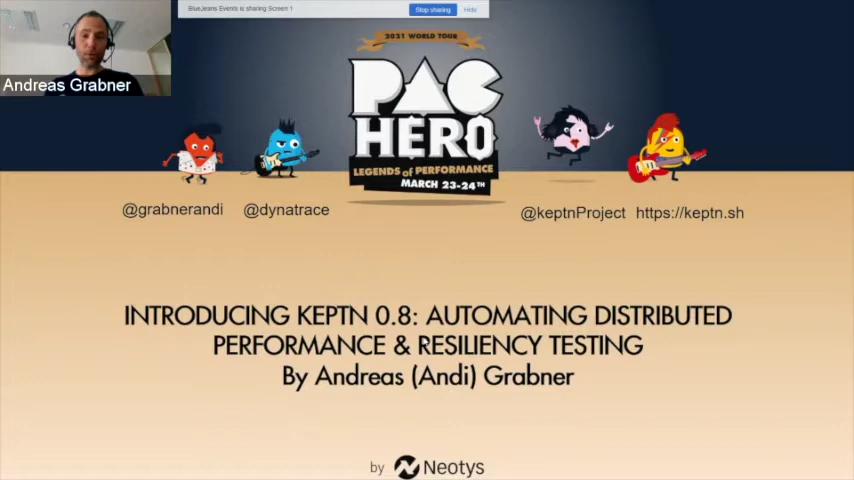 BlueJeans Events is sharing Screen 1
Stop sharing
Hide
Andreas Grabner
2021 WORLD TOUR
PAC
HERO
LEGENDS of PERFORMANCE
MARCH 23-24TH
@grabnerandi
@dynatrace
@keptnProject
https://keptn.sh
INTRODUCING KEPTN 0.8: AUTOMATING DISTRIBUTED
PERFORMANCE & RESILIENCY TESTING
By Andreas (Andi) Grabner
by Neotys